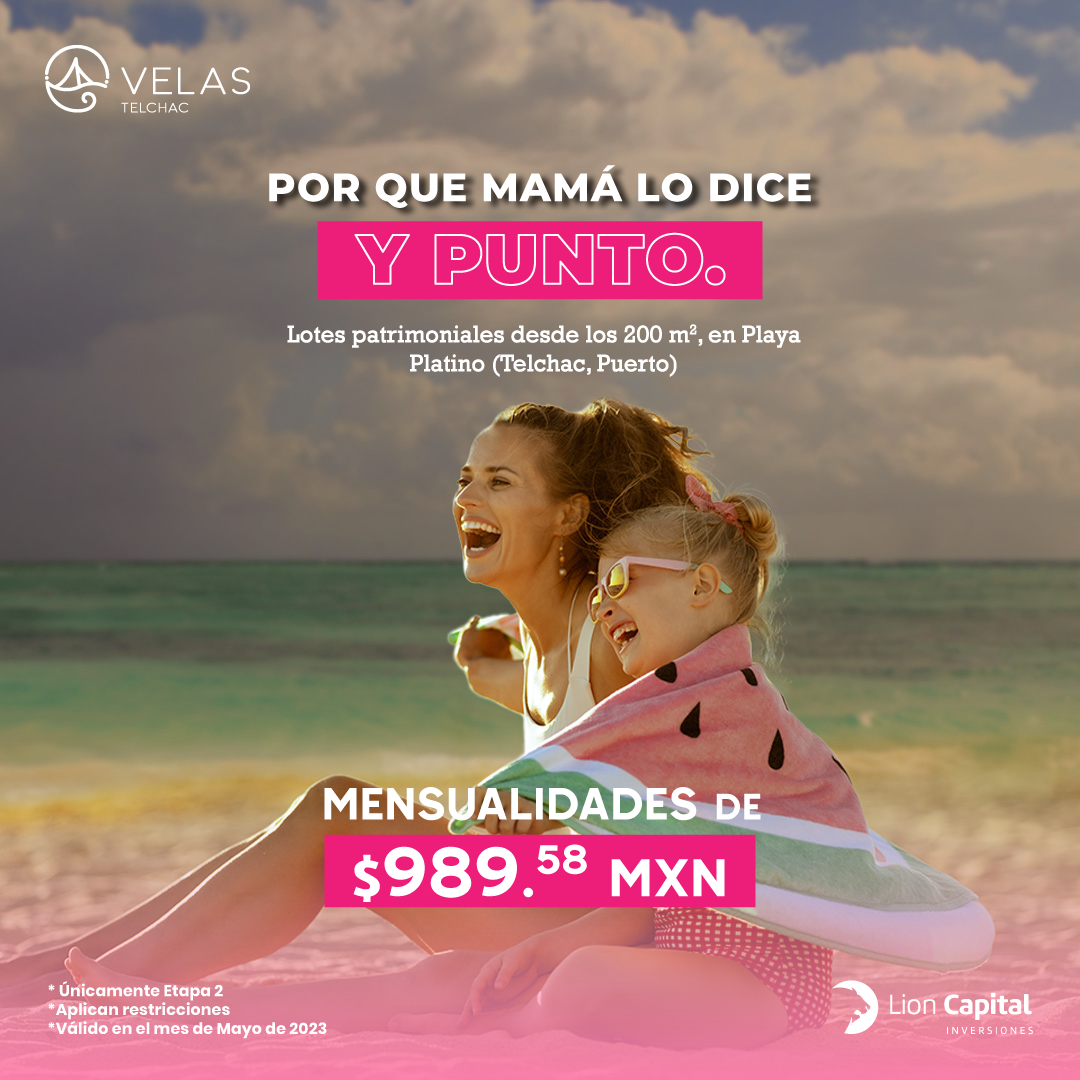 VELAS
TELCHAC
POR QUE MAMÁ LO DICE
Y PUNTO.
Lotes patrimoniales desde los 200 m², en Playa
Platino (Telchac, Puerto)
MENSUALIDADES DE
$989.58 MXN
* Únicamente Etapa 2
*Aplican restricciones
*Válido en el mes de Mayo de 2023
Lion Capital
INVERSIONES